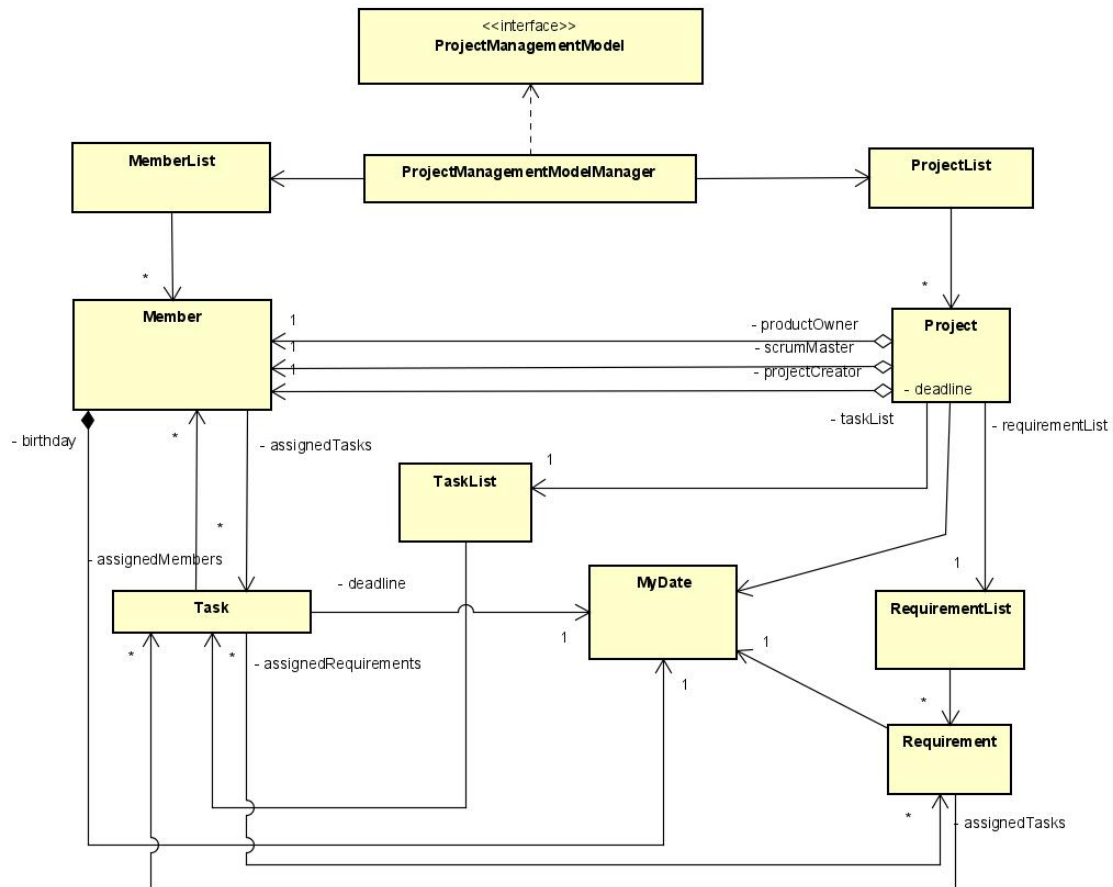 <<interface>>
ProjectManagementModel
MemberList
ProjectManagementModelManager
ProjectList
*
*
Member
Project
1
- productOwner
1
- scrumMaster
1
- projectCreator
- deadline
- birthday
*
- assignedTasks
- taskList
- requirementList
1
TaskList
*
- assignedMembers
- deadline
MyDate
1
Task
1
RequirementList
*
*
- assignedRequirements
1
1
*
Requirement
*
- assignedTasks